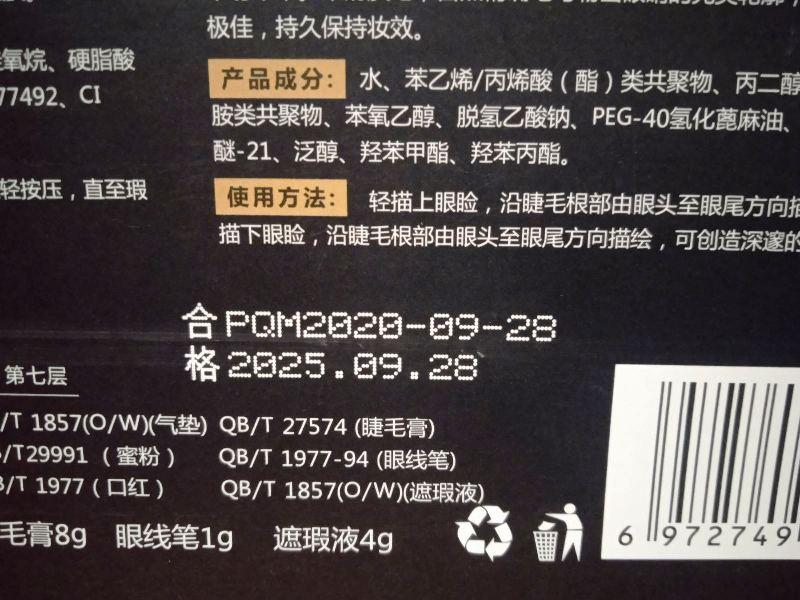 极佳，持久保持妆效。
氧烷、硬脂酸
77492、CI
轻按压，直至瑕
产品成分： 水、苯乙烯/丙烯酸（酯）类共聚物、丙二醇
胺类共聚物、苯氧乙醇、脱氢乙酸钠、PEG-40氢化蓖麻油、
醚-21、泛醇、羟苯甲酯、羟苯丙酯。
使用方法： 轻描上眼睑，沿睫毛根部由眼头至眼尾方向描
描下眼睑，沿睫毛根部由眼头至眼尾方向描绘，可创造深邃的
合格
PQM2020-09-28
2025.09.28
第七层
/T 1857(O/W)(气垫) QB/T 27574 (睫毛膏)
/T29991（蜜粉） QB/T 1977-94 (眼线笔)
B/T 1977（口红） QB/T 1857(O/W)(遮瑕液)
毛膏8g 眼线笔1g 遮瑕液4g
6 972749